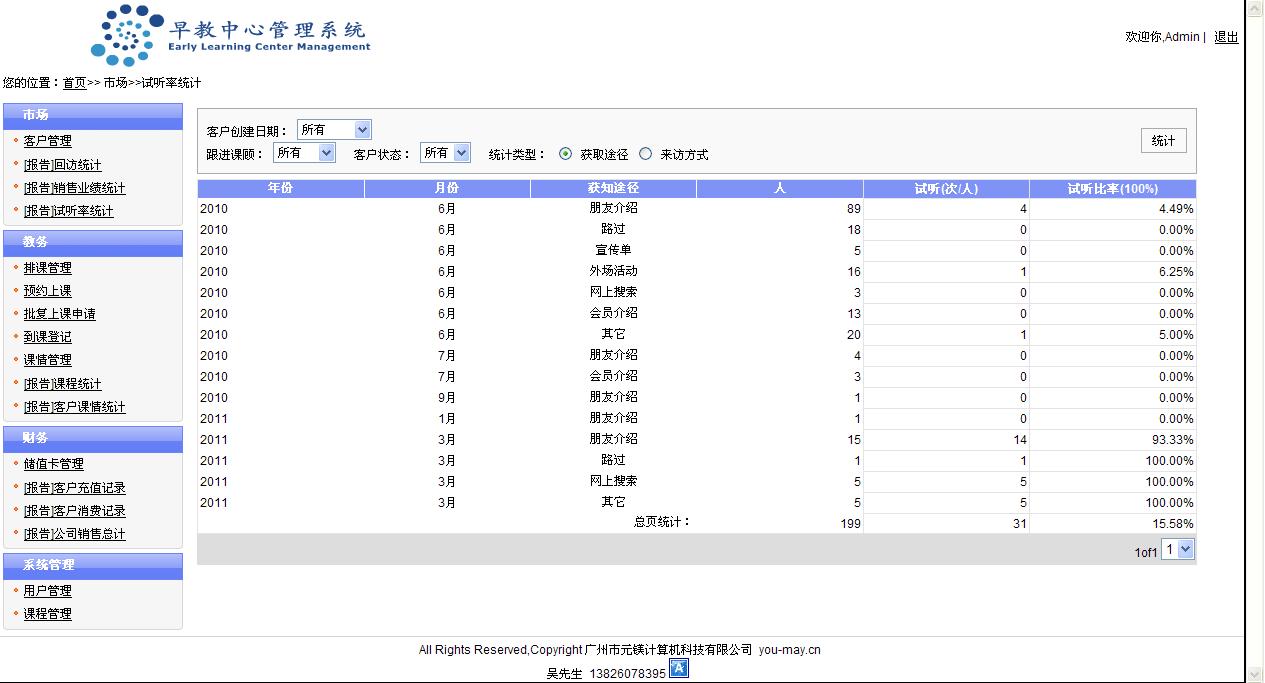 早教中心管理系统
Early Learning Center Management
欢迎你,Admin | 退出
您的位置：首页>> 市场>>试听率统计
市场
客户管理
[报告]回访统计
[报告]销售业绩统计
[报告]试听率统计
教务
排课管理
预约上课
批复上课申请
到课登记
课情管理
[报告]课程统计
[报告]客户课情统计
财务
储值卡管理
[报告]客户充值记录
[报告]客户消费记录
[报告]公司销售总计
系统管理
用户管理
课程管理
客户创建日期： 所有
跟进课顾： 所有 客户状态： 所有 统计类型： 获取途径 来访方式
统计
年份 月份 获知途径 人 试听(次/人) 试听比率(100%)
2010 6月 朋友介绍 89 4 4.49%
2010 6月 路过 18 0 0.00%
2010 6月 宣传单 5 0 0.00%
2010 6月 外场活动 16 1 6.25%
2010 6月 网上搜索 3 0 0.00%
2010 6月 会员介绍 13 0 0.00%
2010 6月 其它 20 1 5.00%
2010 7月 朋友介绍 4 0 0.00%
2010 7月 会员介绍 3 0 0.00%
2010 9月 朋友介绍 1 0 0.00%
2011 1月 朋友介绍 1 0 0.00%
2011 3月 朋友介绍 15 14 93.33%
2011 3月 路过 1 1 100.00%
2011 3月 网上搜索 5 5 100.00%
2011 3月 其它 5 5 100.00%
总页统计： 199 31 15.58%
1of1 1
All Rights Reserved,Copyright 广州市元镁计算机科技有限公司 you-may.cn
吴先生 13826078395 A